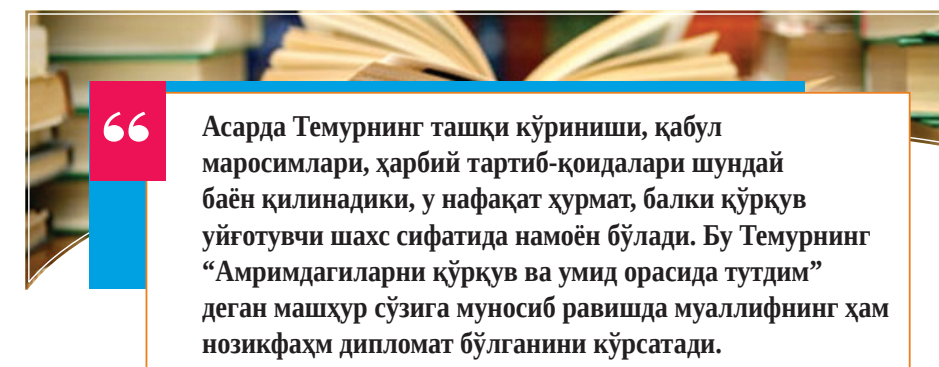 “
Асарда Темурнинг ташқи кўриниши, қабул
маросимлари, ҳарбий тартиб-қоидалари шундай
баён қилинадики, у нафақат ҳурмат, балки қўрқув
уйғотувчи шахс сифатида намоён бўлади. Бу Темурнинг
“Амримдагиларни қўрқув ва умид орасида тутдим”
деган машҳур сўзига муносиб равишда муаллифнинг ҳам
нозикфаҳм дипломат бўлганини кўрсатади.